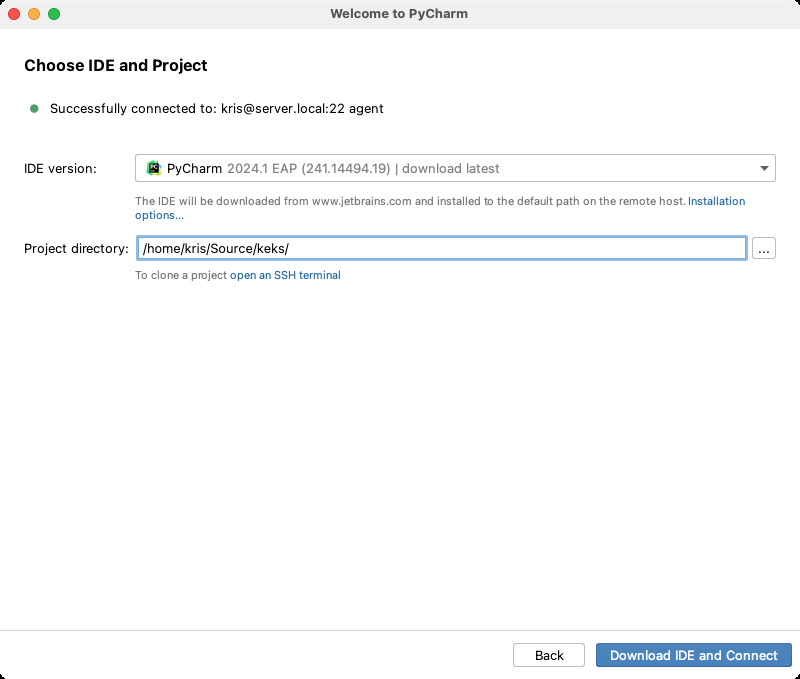 Welcome to PyCharm
Choose IDE and Project
Successfully connected to: kris@server.local:22 agent
IDE version: PyCharm 2024.1 EAP (241.14494.19) | download latest
The IDE will be downloaded from www.jetbrains.com and installed to the default path on the remote host. Installation
options...
Project directory: /home/kris/Source/keks/ ...
To clone a project open an SSH terminal
Back Download IDE and Connect